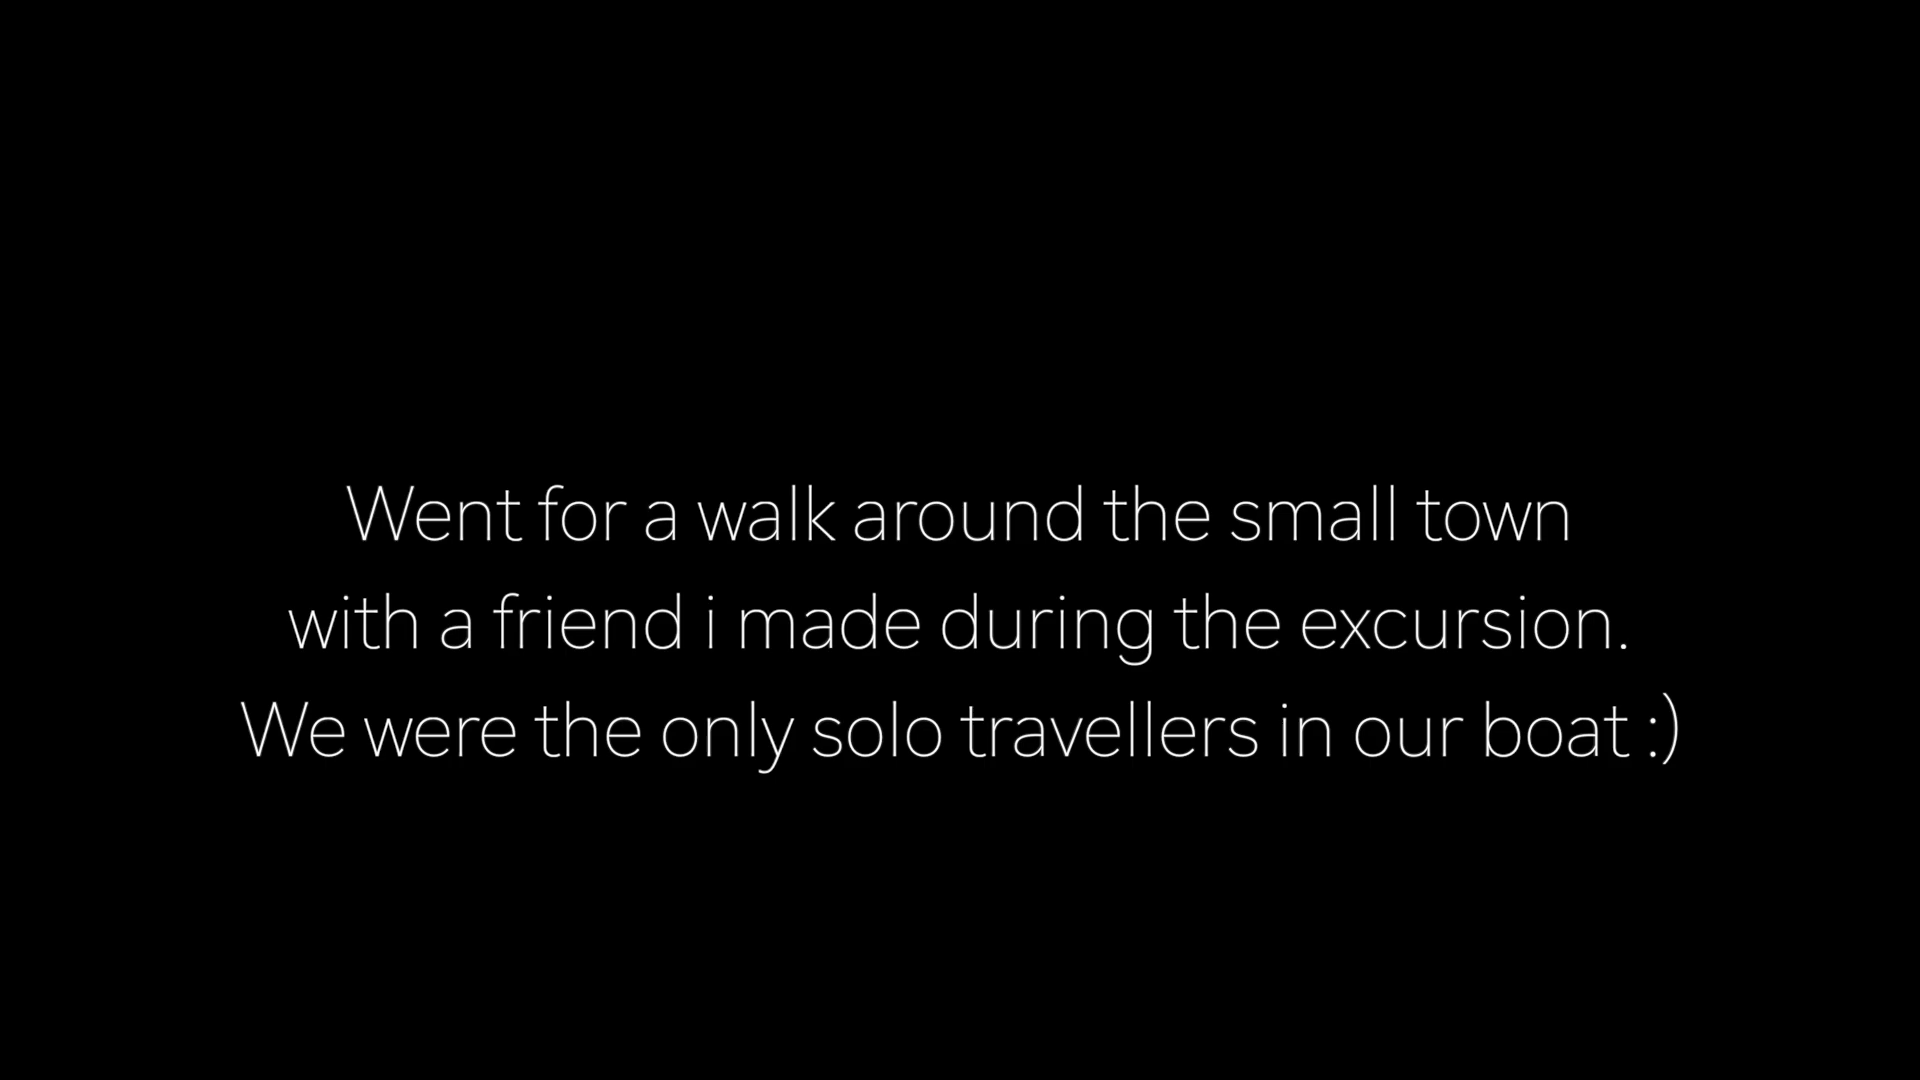 Went for a walk around the small town
with a friend i made during the excursion.
We were the only solo travellers in our boat :)